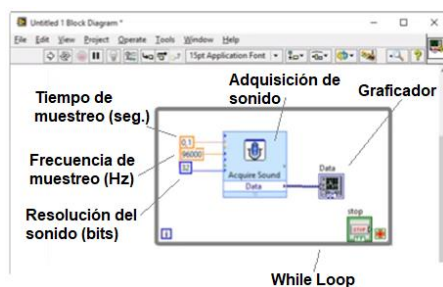 Untitled 1 Block Diagram *
File Edit View Project Operate Tools Window Help
15pt Application Font
Adquisición de
sonido
Graficador
Tiempo de
muestreo (seg.)
0,1
Frecuencia de
muestreo (Hz)
96000
32
Acquire Sound
Data
Data
Resolución del
sonido (bits)
stop
STOP
i
While Loop